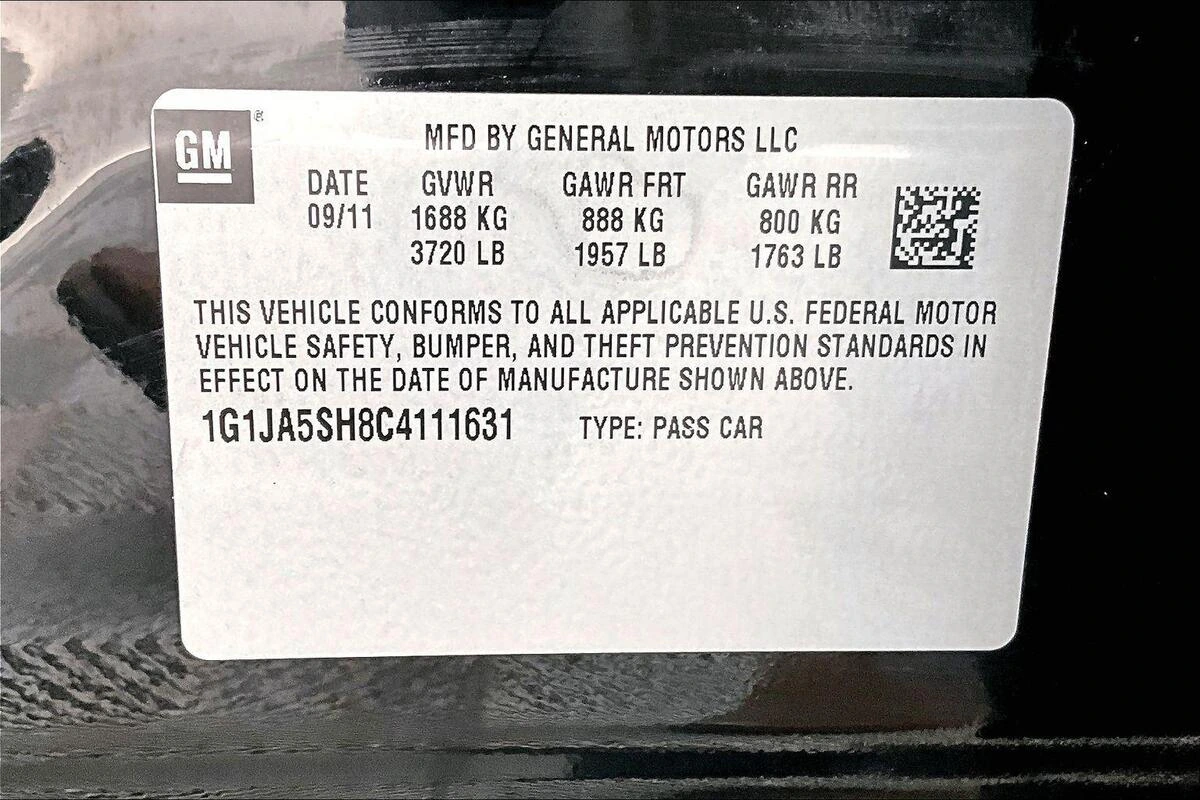 GM
MFD BY GENERAL MOTORS LLC
DATE GVWR GAWR FRT GAWR RR
09/11 1688 KG 888 KG 800 KG
3720 LB 1957 LB 1763 LB
THIS VEHICLE CONFORMS TO ALL APPLICABLE U.S. FEDERAL MOTOR
VEHICLE SAFETY, BUMPER, AND THEFT PREVENTION STANDARDS IN
EFFECT ON THE DATE OF MANUFACTURE SHOWN ABOVE.
1G1JA5SH8C4111631 TYPE: PASS CAR